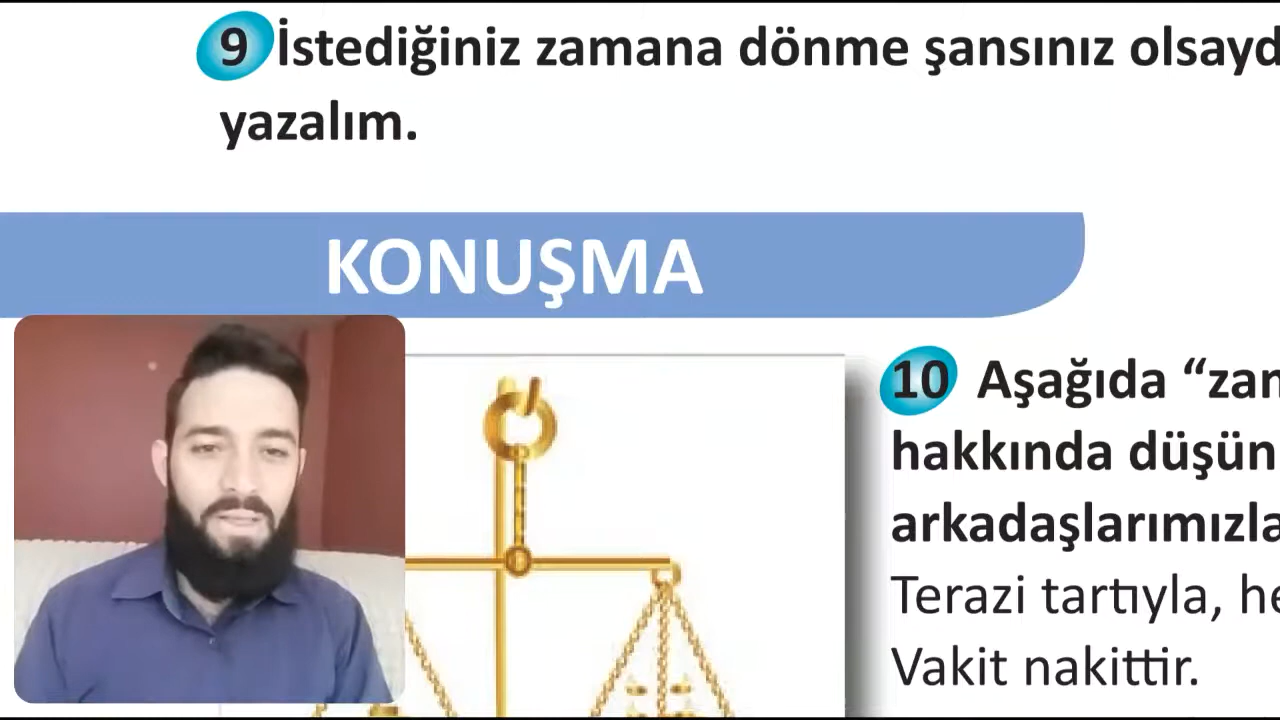 9 İstediğiniz zamana dönme şansınız olsayd
yazalım.
KONUŞMA
10 Aşağıda “zan
hakkında düşün
arkadaşlarımızla
Terazi tartıyla, he
Vakit nakittir.